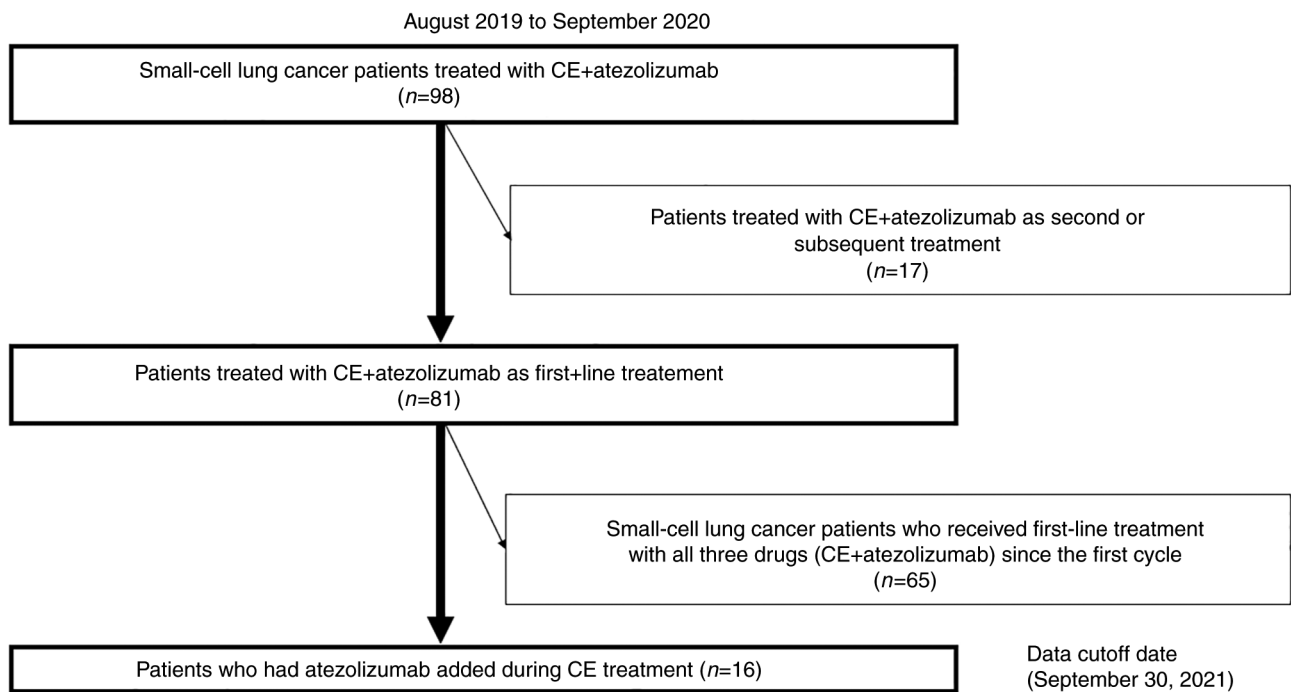 August 2019 to September 2020
Small-cell lung cancer patients treated with CE+atezolizumab
(n=98)
Patients treated with CE+atezolizumab as second or
subsequent treatment
(n=17)
Patients treated with CE+atezolizumab as first+line treatement
(n=81)
Small-cell lung cancer patients who received first-line treatment
with all three drugs (CE+atezolizumab) since the first cycle
(n=65)
Patients who had atezolizumab added during CE treatment (n=16)
Data cutoff date
(September 30, 2021)